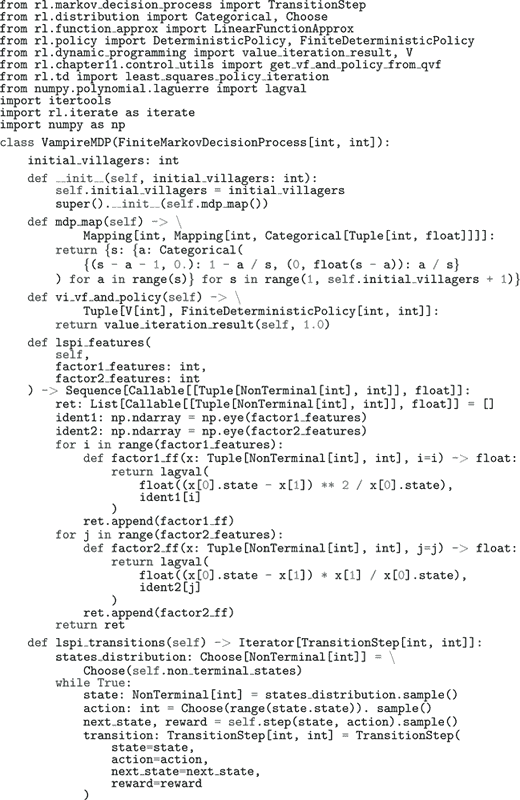 from rl.markov_decision_process import TransitionStep
from rl.distribution import Categorical, Choose
from rl.function_approx import LinearFunctionApprox
from rl.policy import DeterministicPolicy, FiniteDeterministicPolicy
from rl.dynamic_programming import value_iteration_result, V
from rl.chapter11.control_utils import get_vf_and_policy_from_qvf
from rl.td import least_squares_policy_iteration
from numpy.polynomial.laguerre import lagval
import itertools
import rl.iterate as iterate
import numpy as np
class VampireMDP(FiniteMarkovDecisionProcess[int, int]):
    initial_villagers: int
    def __init__(self, initial_villagers: int):
        self.initial_villagers = initial_villagers
        super().__init__(self.mdp_map())
    def mdp_map(self) -> \
            Mapping[int, Mapping[int, Categorical[Tuple[int, float]]]]:
        return {s: {a: Categorical(
            {(s - a - 1, 0.): 1 - a / s, (0, float(s - a)): a / s}
        ) for a in range(s)} for s in range(1, self.initial_villagers + 1)}
    def vi_vf_and_policy(self) -> \
            Tuple[V[int], FiniteDeterministicPolicy[int, int]]:
        return value_iteration_result(self, 1.0)
    def lspi_features(
        self,
        factor1_features: int,
        factor2_features: int
    ) -> Sequence[Callable[[Tuple[NonTerminal[int], int]], float]]:
        ret: List[Callable[[Tuple[NonTerminal[int], int]], float]] = []
        ident1: np.ndarray = np.eye(factor1_features)
        ident2: np.ndarray = np.eye(factor2_features)
        for i in range(factor1_features):
            def factor1_ff(x: Tuple[NonTerminal[int], int], i=i) -> float:
                return lagval(
                    float((x[0].state - x[1]) ** 2 / x[0].state),
                    ident1[i]
                )
            ret.append(factor1_ff)
        for j in range(factor2_features):
            def factor2_ff(x: Tuple[NonTerminal[int], int], j=j) -> float:
                return lagval(
                    float((x[0].state - x[1]) * x[1] / x[0].state),
                    ident2[j]
                )
            ret.append(factor2_ff)
        return ret
    def lspi_transitions(self) -> Iterator[TransitionStep[int, int]]:
        states_distribution: Choose[NonTerminal[int]] = \
            Choose(self.non_terminal_states)
        while True:
            state: NonTerminal[int] = states_distribution.sample()
            action: int = Choose(range(state.state)). sample()
            next_state, reward = self.step(state, action).sample()
            transition: TransitionStep[int, int] = TransitionStep(
                state=state,
                action=action,
                next_state=next_state,
                reward=reward
            )